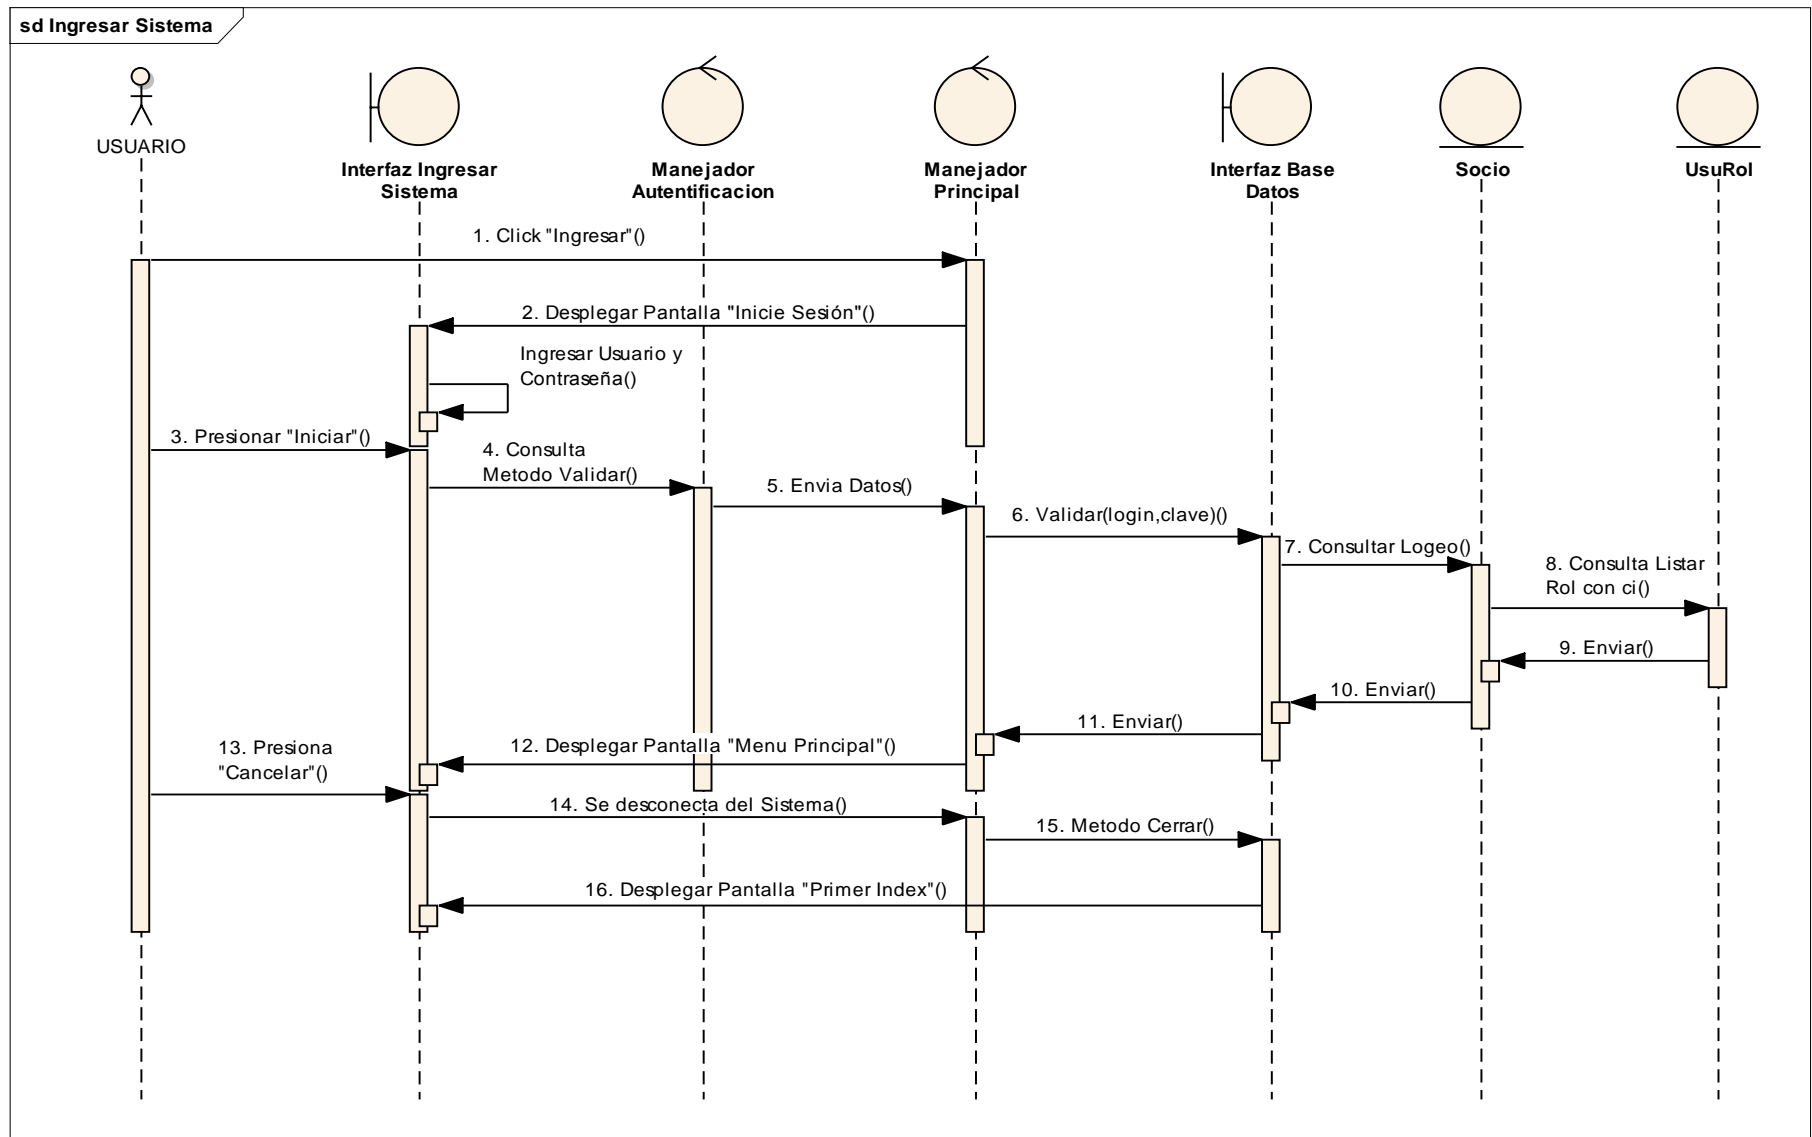 sd Ingresar Sistema
USUARIO
Interfaz Ingresar
Sistema
Manejador
Autentificacion
Manejador
Principal
Interfaz Base
Datos
Socio
UsuRol
1. Click "Ingresar"()
2. Desplegar Pantalla "Inicie Sesión"()
Ingresar Usuario y
Contraseña()
3. Presionar "Iniciar"()
4. Consulta
Metodo Validar()
5. Envia Datos()
6. Validar(login,clave)()
7. Consultar Logeo()
8. Consulta Listar
Rol con ci()
9. Enviar()
10. Enviar()
11. Enviar()
12. Desplegar Pantalla "Menu Principal"()
13. Presiona
"Cancelar"()
14. Se desconecta del Sistema()
15. Metodo Cerrar()
16. Desplegar Pantalla "Primer Index"()